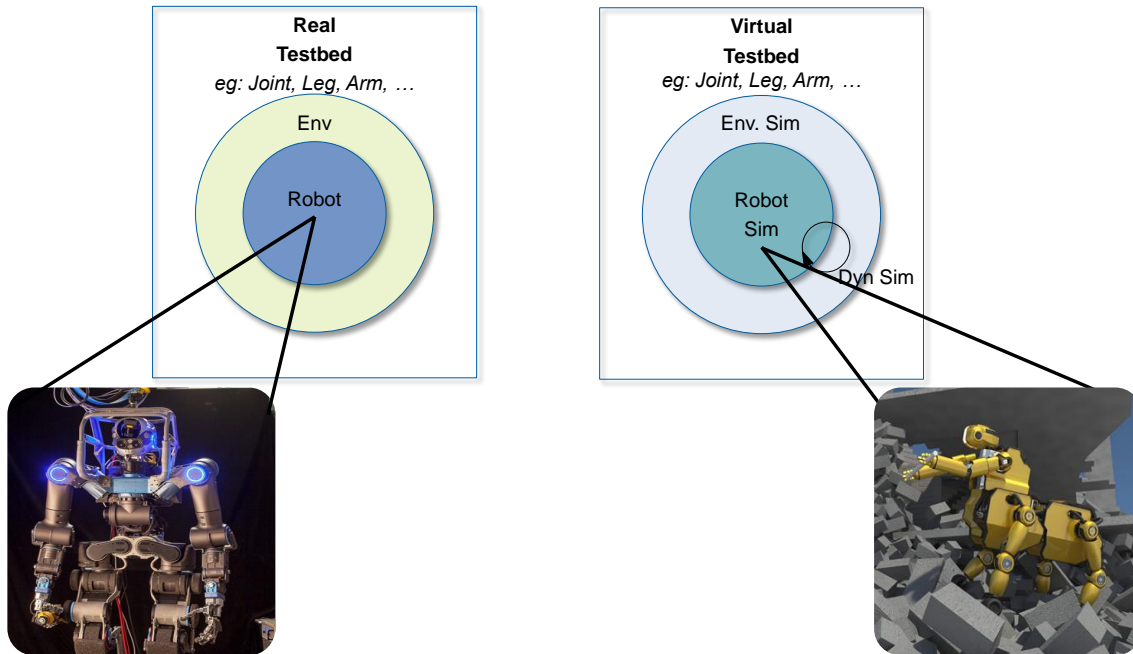 Real
Testbed
eg: Joint, Leg, Arm, …
Env
Robot
Virtual
Testbed
eg: Joint, Leg, Arm, …
Env. Sim
Robot
Sim
Dyn Sim